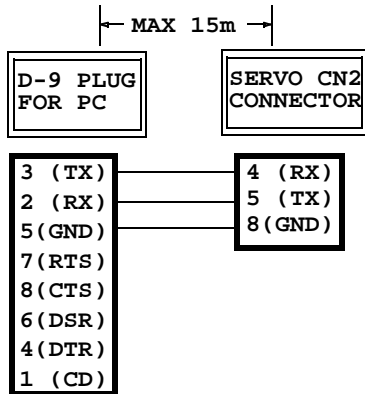 MAX 15m
D-9 PLUG
FOR PC
SERVO CN2
CONNECTOR
3 (TX)
2 (RX)
5(GND)
7(RTS)
8(CTS)
6(DSR)
4(DTR)
1 (CD)
4 (RX)
5 (TX)
8(GND)